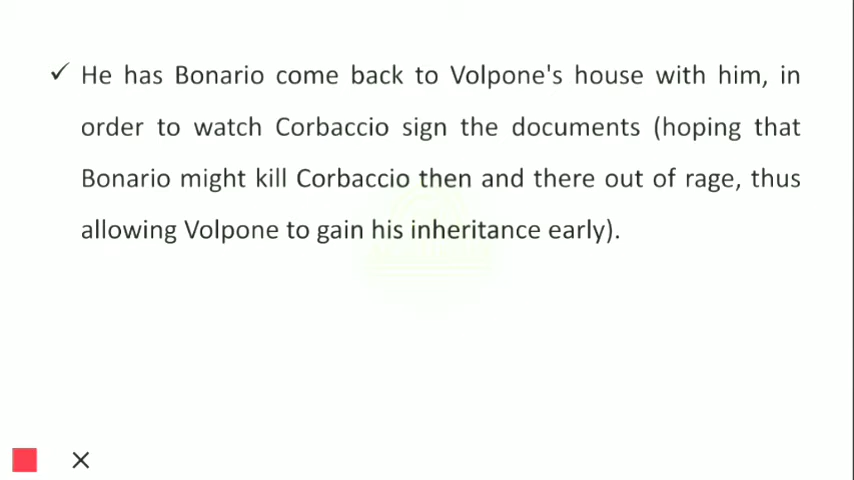 ✓ He has Bonario come back to Volpone's house with him, in
order to watch Corbaccio sign the documents (hoping that
Bonario might kill Corbaccio then and there out of rage, thus
allowing Volpone to gain his inheritance early).